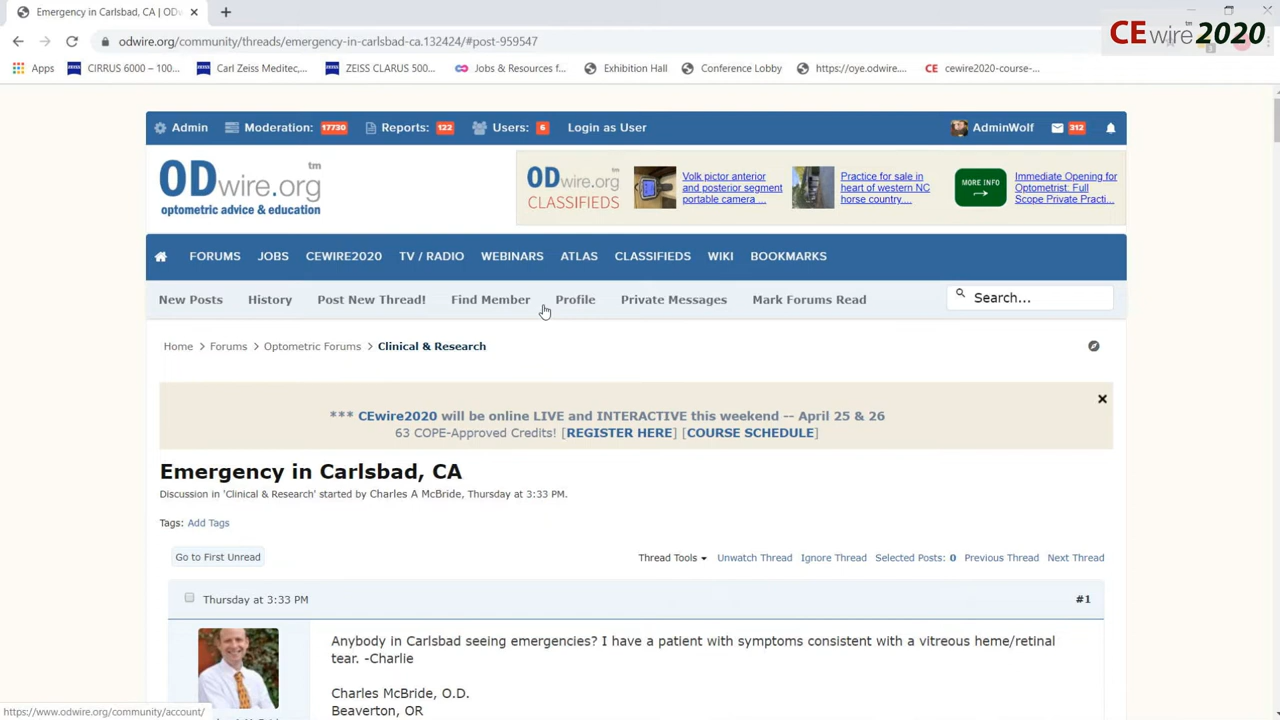 Emergency in Carlsbad, CA | ODw
CEwire™2020
odwire.org/community/threads/emergency-in-carlsbad-ca.132424/#post-959547
Apps CIRRUS 6000 – 100... Carl Zeiss Meditec,... ZEISS CLARUS 500... Jobs & Resources f... Exhibition Hall Conference Lobby https://oye.odwire.... CE cewire2020-course-...
Admin Moderation: 17730 Reports: 122 Users: 6 Login as User AdminWolf 312
ODwire.org™
optometric advice & education
ODwire.org
CLASSIFIEDS
Volk pictor anterior
and posterior segment
portable camera ...
Practice for sale in
heart of western NC
horse country....
MORE INFO
Immediate Opening for
Optometrist: Full
Scope Private Practi...
FORUMS JOBS CEWIRE2020 TV / RADIO WEBINARS ATLAS CLASSIFIEDS WIKI BOOKMARKS
New Posts History Post New Thread! Find Member Profile Private Messages Mark Forums Read Search...
Home > Forums > Optometric Forums > Clinical & Research
*** CEwire2020 will be online LIVE and INTERACTIVE this weekend -- April 25 & 26
63 COPE-Approved Credits! [REGISTER HERE] [COURSE SCHEDULE]
Emergency in Carlsbad, CA
Discussion in 'Clinical & Research' started by Charles A McBride, Thursday at 3:33 PM.
Tags: Add Tags
Go to First Unread Thread Tools Unwatch Thread Ignore Thread Selected Posts: 0 Previous Thread Next Thread
Thursday at 3:33 PM #1
Anybody in Carlsbad seeing emergencies? I have a patient with symptoms consistent with a vitreous heme/retinal
tear. -Charlie
Charles McBride, O.D.
Beaverton, OR
https://www.odwire.org/community/account/